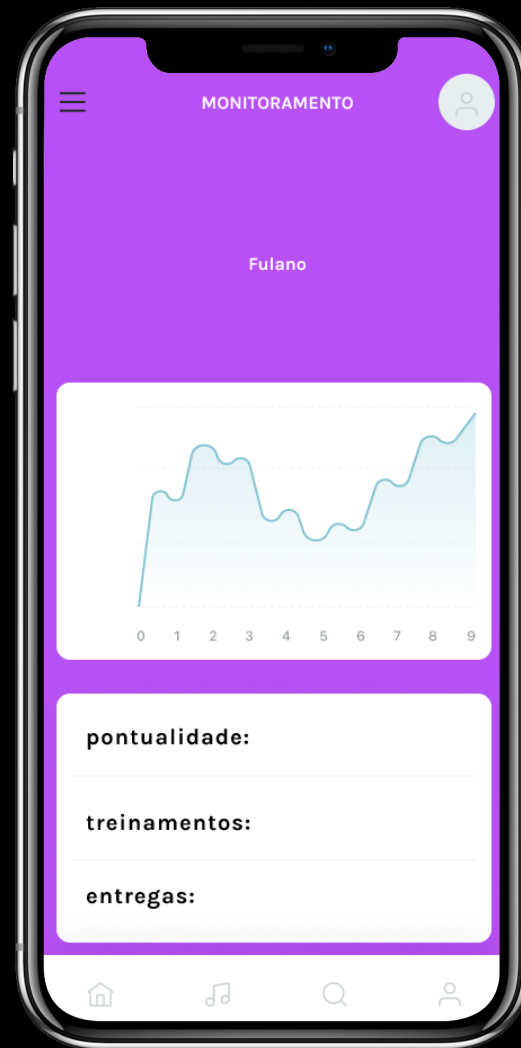 MONITORAMENTO
Fulano
0 1 2 3 4 5 6 7 8 9
pontualidade:
treinamentos:
entregas: